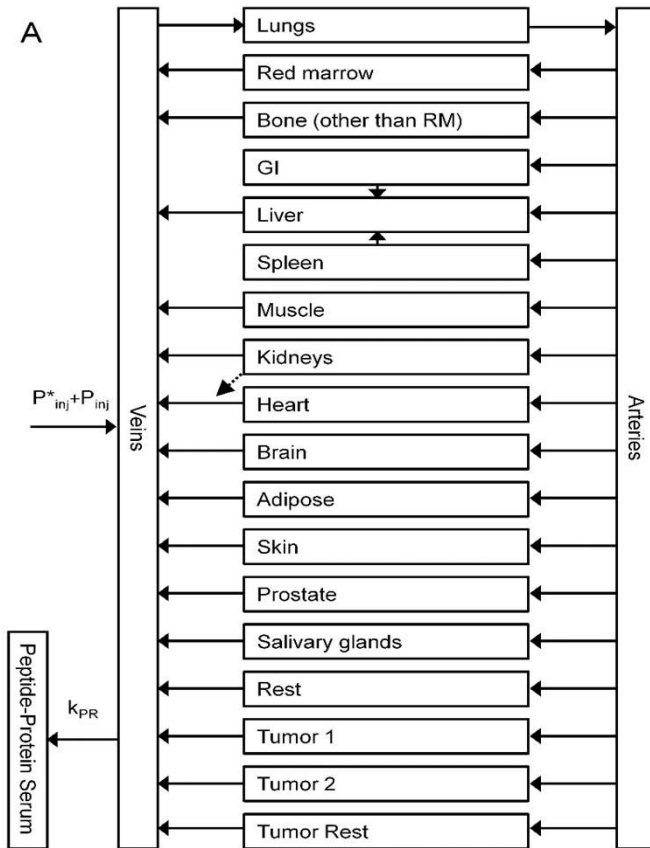 A
Lungs
Red marrow
Bone (other than RM)
GI
Liver
Spleen
Muscle
Kidneys
Heart
Brain
Adipose
Skin
Prostate
Salivary glands
Rest
Tumor 1
Tumor 2
Tumor Rest
P*inj+Pinj
Veins
Arteries
kPR
Peptide-Protein Serum